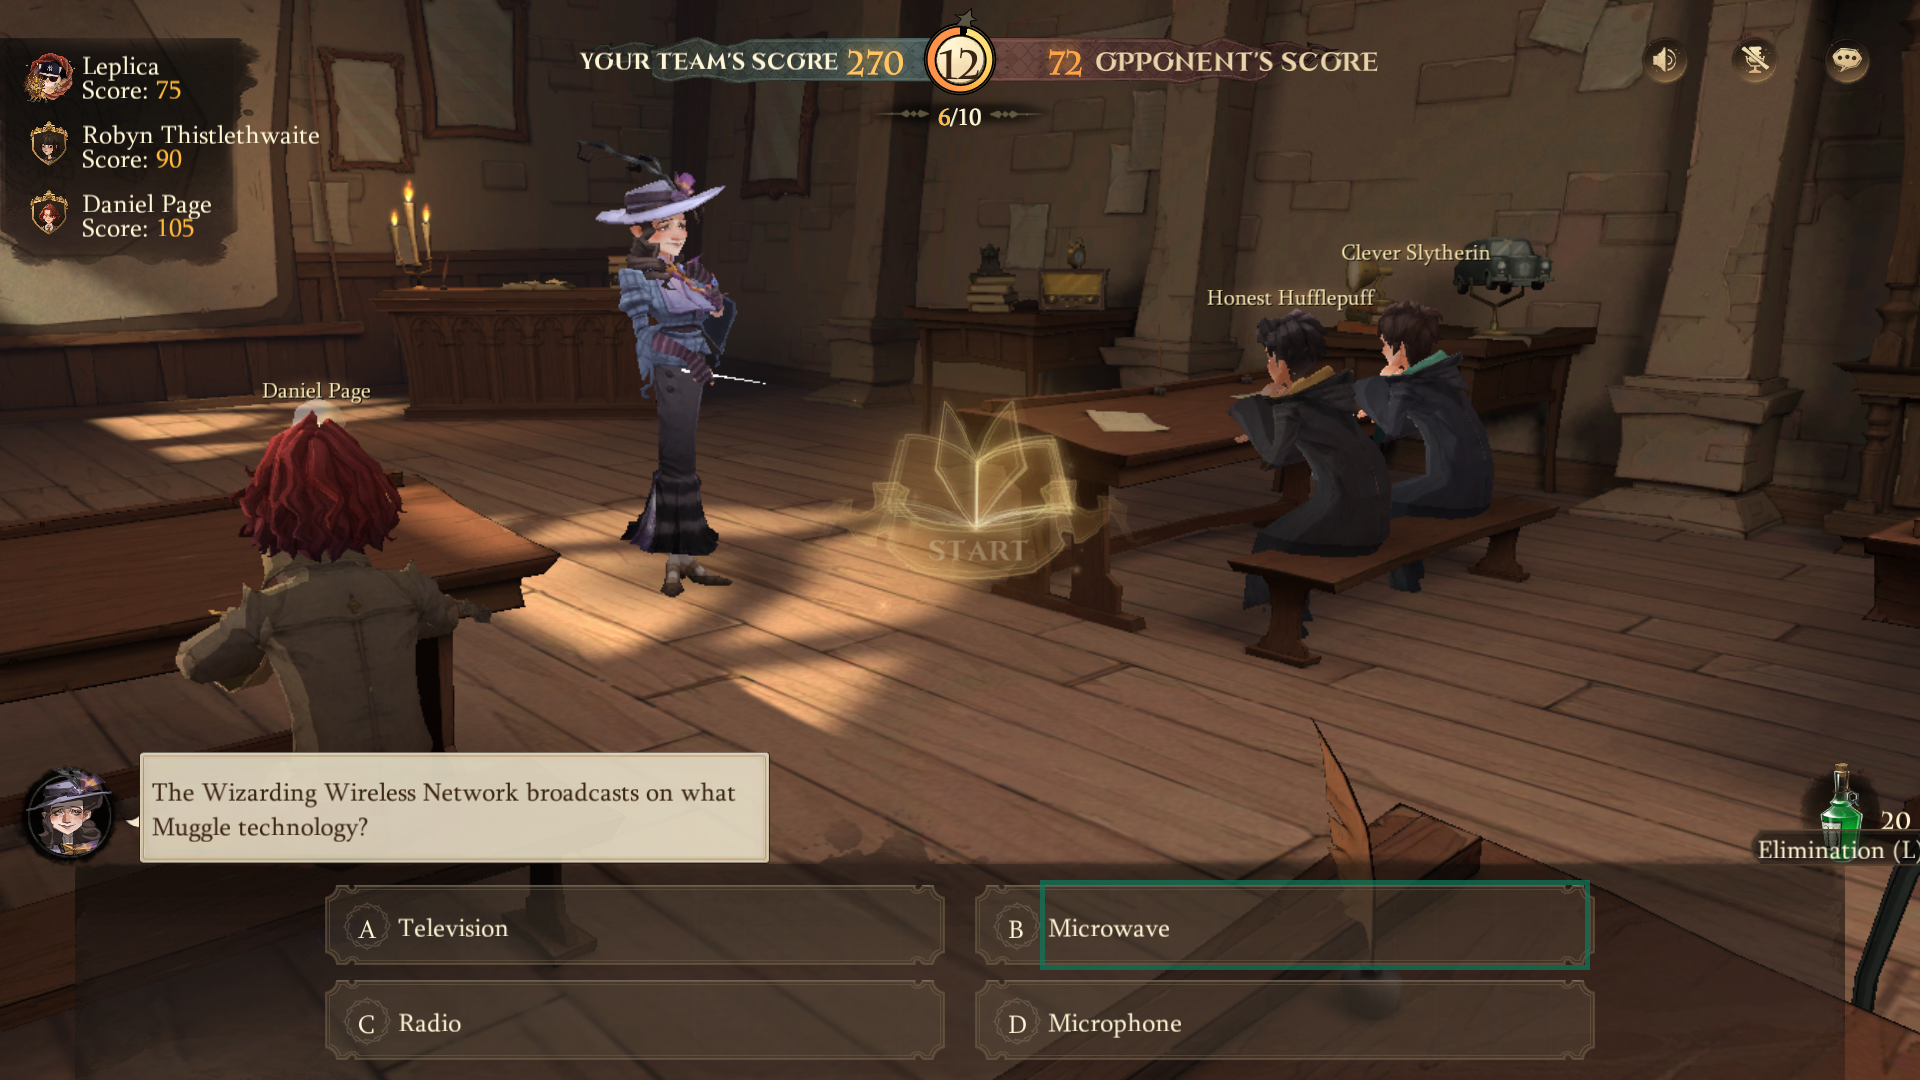 Leplica
Score: 75
Robyn Thistlethwaite
Score: 90
Daniel Page
Score: 105
YOUR TEAM'S SCORE 270 12 72 OPPONENT'S SCORE
6/10
Clever Slytherin
Honest Hufflepuff
Daniel Page
START
The Wizarding Wireless Network broadcasts on what
Muggle technology?
20
Elimination (L)
A Television
B Microwave
C Radio
D Microphone